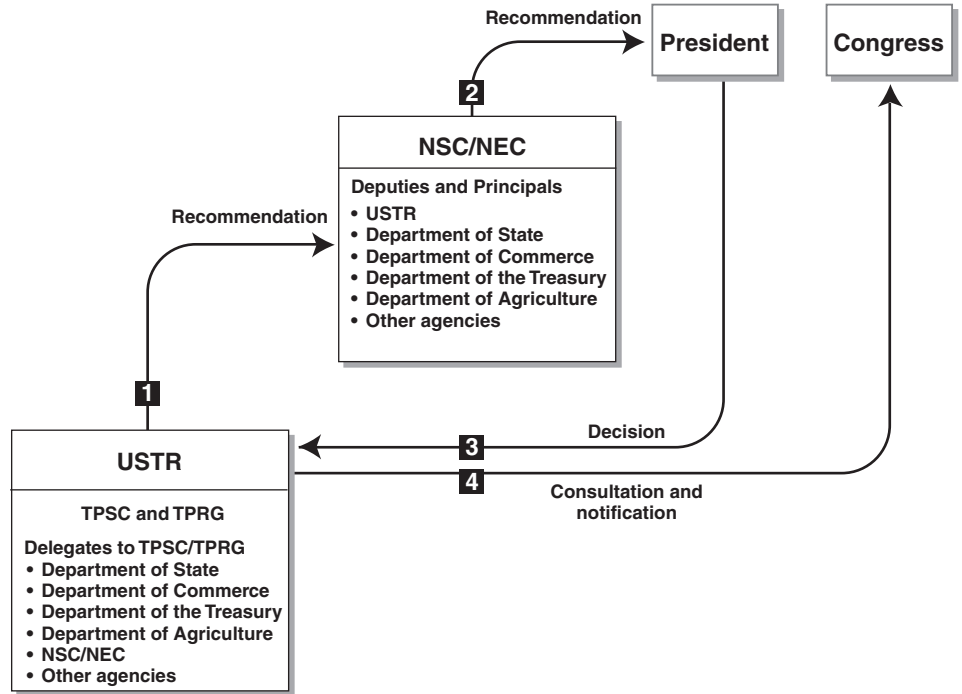 Recommendation
President
Congress
2
NSC/NEC
Deputies and Principals
• USTR
• Department of State
• Department of Commerce
• Department of the Treasury
• Department of Agriculture
• Other agencies
Recommendation
1
Decision
3
4
Consultation and
notification
USTR
TPSC and TPRG
Delegates to TPSC/TPRG
• Department of State
• Department of Commerce
• Department of the Treasury
• Department of Agriculture
• NSC/NEC
• Other agencies